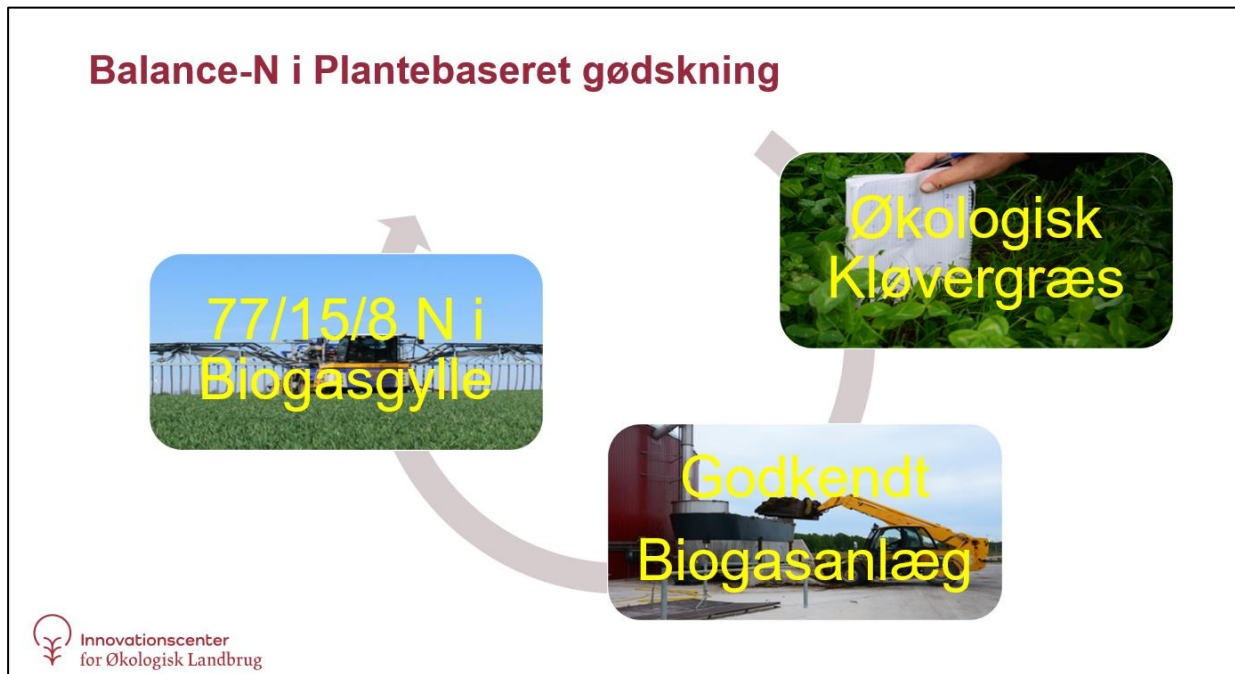 Balance-N i Plantebaseret gødskning
Økologisk
Kløvergræs
77/15/8 N i
Biogasgylle
Godkendt
Biogasanlæg
Innovationscenter
for Økologisk Landbrug